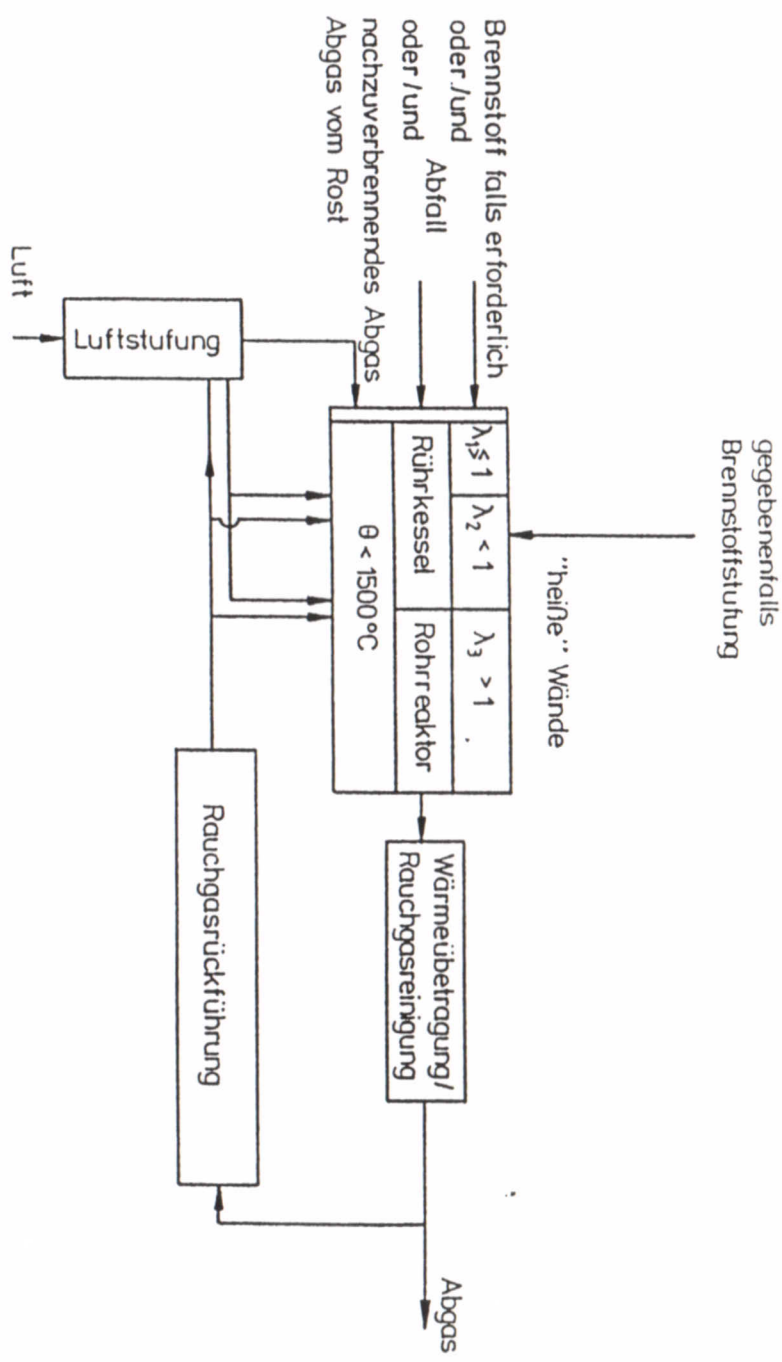 gegebenenfalls
Brennstoffstufung
"heiße" Wände
Brennstoff falls erforderlich
oder./und
Abfall
oder/und
nachzuverbrennendes Abgas
Abgas vom Rost
λ₁≤ 1
λ₂ < 1
λ₃ > 1
Rührkessel
Rohrreaktor
θ < 1500°C
Wärmeübetragung/
Rauchgasreinigung
Abgas
Luftstufung
Luft
Rauchgasrückführung